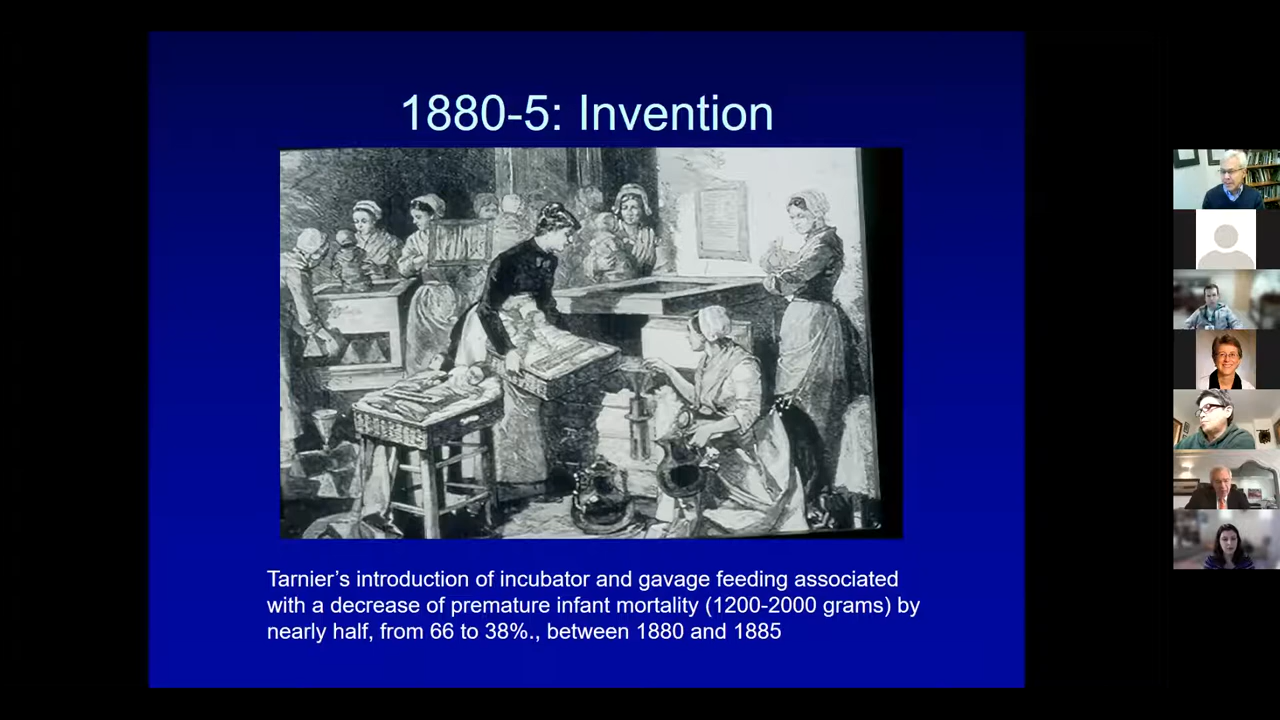 1880-5: Invention
Tarnier’s introduction of incubator and gavage feeding associated
with a decrease of premature infant mortality (1200-2000 grams) by
nearly half, from 66 to 38%., between 1880 and 1885